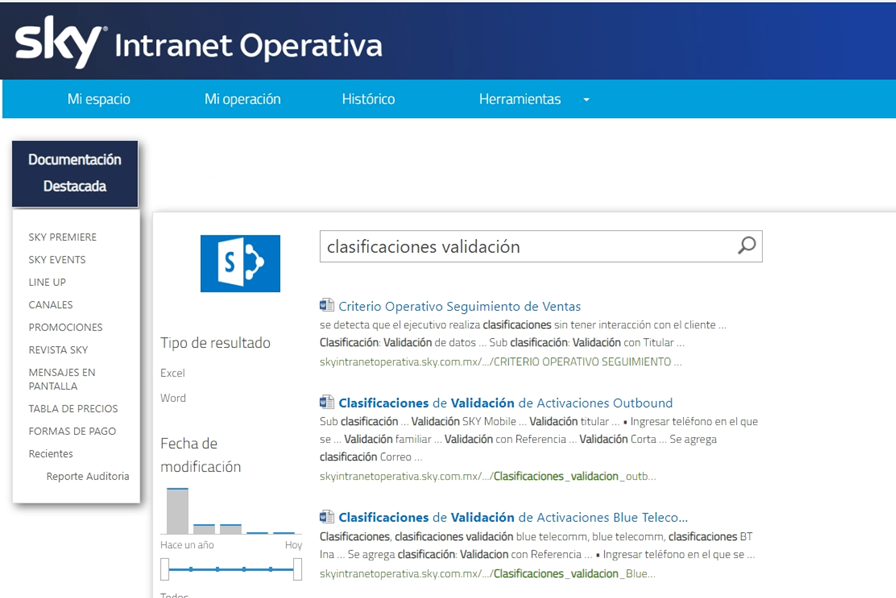 sky Intranet Operativa
Mi espacio Mi operación Histórico Herramientas
Documentación
Destacada
SKY PREMIERE
SKY EVENTS
LINE UP
CANALES
PROMOCIONES
REVISTA SKY
MENSAJES EN
PANTALLA
TABLA DE PRECIOS
FORMAS DE PAGO
Recientes
Reporte Auditoria
S
Tipo de resultado
Excel
Word
Fecha de
modificación
Hace un año Hoy
Todos
clasificaciones validación
Criterio Operativo Seguimiento de Ventas
se detecta que el ejecutivo realiza clasificaciones sin tener interacción con el cliente ...
Clasificación: Validación de datos ... Sub clasificación: Validación con Titular ...
skyintranetoperativa.sky.com.mx/.../CRITERIO OPERATIVO SEGUIMIENTO ...
Clasificaciones de Validación de Activaciones Outbound
Sub clasificación ... Validación SKY Mobile ... Validación titular ... • Ingresar teléfono en el que
se ... Validación familiar ... Validación con Referencia ... Validación Corta ... Se agrega
clasificación Correo ...
skyintranetoperativa.sky.com.mx/.../Clasificaciones_validacion_outb...
Clasificaciones de Validación de Activaciones Blue Teleco...
Clasificaciones, clasificaciones validación blue telecomm, blue telecomm, clasificaciones BT
Ina ... Se agrega clasificación: Validacion con Referencia ... • Ingresar teléfono en el que se ...
skyintranetoperativa.sky.com.mx/.../Clasificaciones_validacion_Blue...